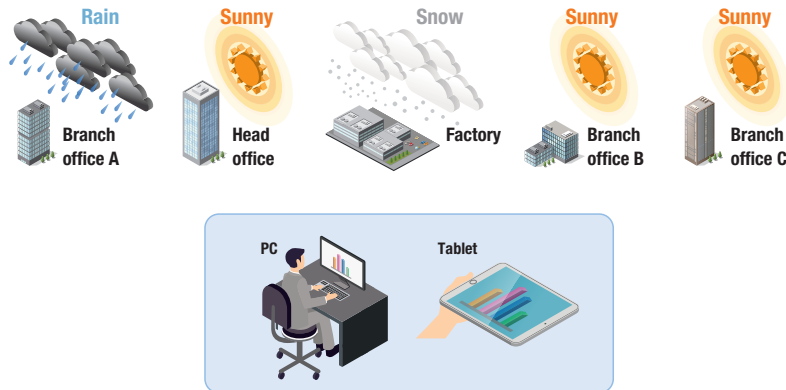 Rain
Sunny
Snow
Sunny
Sunny
Branch
office A
Head
office
Factory
Branch
office B
Branch
office C
PC
Tablet